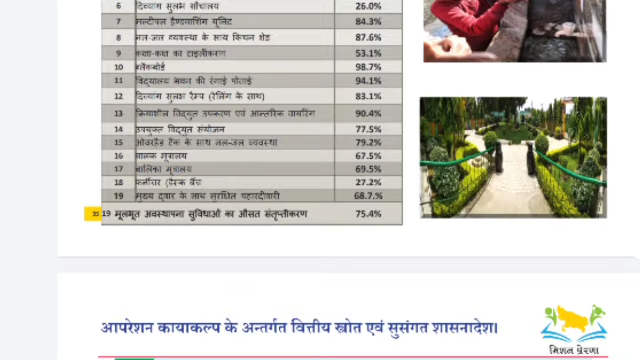 6 दिव्यांग सुलभ शौचालय 26.0%
7 मल्टीपल हैण्डवाशिंग यूनिट 84.3%
8 नल-जल व्यवस्था के साथ किचन शेड 87.6%
9 कक्षा-कक्ष का टाइलीकरण 53.1%
10 ब्लैकबोर्ड 98.7%
11 विद्यालय भवन की रंगाई पोताई 94.1%
12 दिव्यांग सुलभ रैम्प (रेलिंग के साथ) 83.1%
13 क्रियाशील विद्युत उपकरण एवं आन्तरिक वायरिंग 90.4%
14 उपयुक्त विद्युत संयोजन 77.5%
15 ओवरहैड टैंक के साथ नल-जल व्यवस्था 79.2%
16 बालक मूत्रालय 67.5%
17 बालिका मूत्रालय 69.5%
18 फर्नीचर (डैस्क बैंच 27.2%
19 मुख्य द्वार के साथ सुरक्षित चहारदीवारी 68.7.%
35 19 मूलभूत अवस्थापना सुविधाओं का औसत संतृप्तीकरण 75.4%
आपरेशन कायाकल्प के अन्तर्गत वित्तीय स्त्रोत एवं सुसंगत शासनादेश।
मिशन प्रेरणा